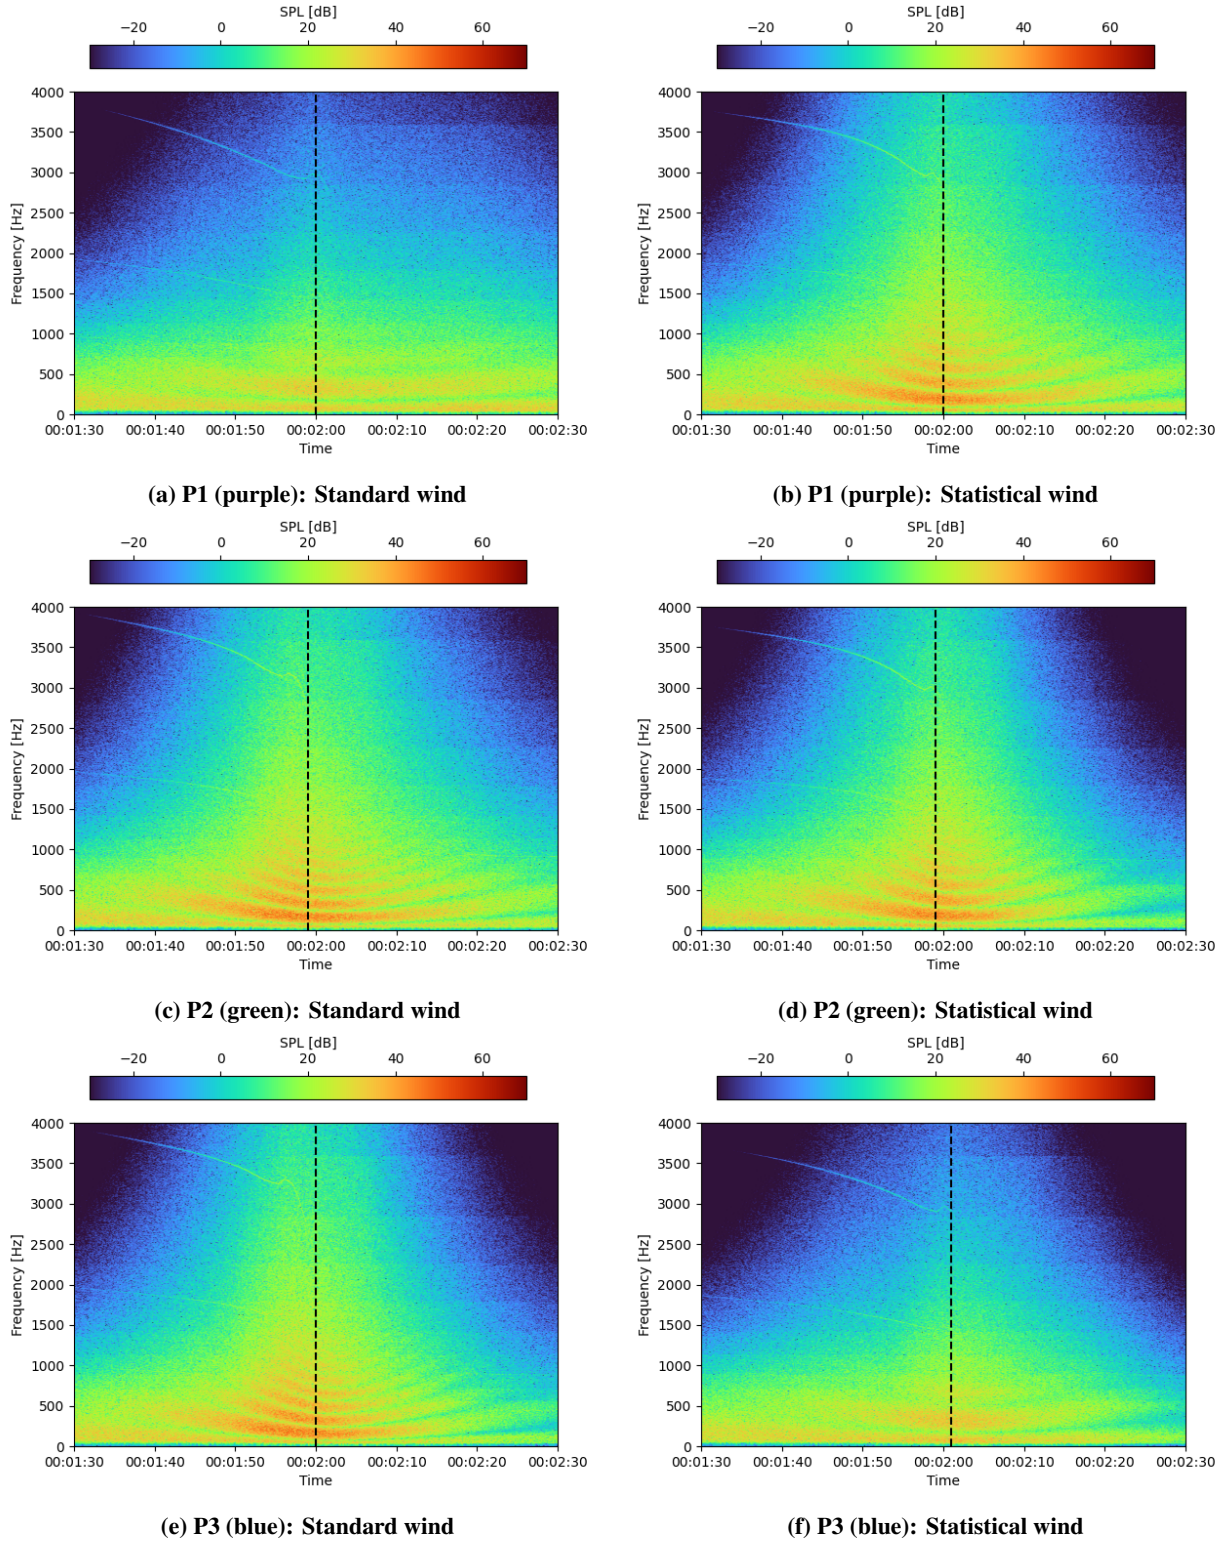 SPL [dB]
−20 0 20 40 60
4000
3500
3000
2500
2000
1500
1000
500
0
Frequency [Hz]
00:01:30 00:01:40 00:01:50 00:02:00 00:02:10 00:02:20 00:02:30
Time
(a) P1 (purple): Standard wind
SPL [dB]
−20 0 20 40 60
4000
3500
3000
2500
2000
1500
1000
500
0
Frequency [Hz]
00:01:30 00:01:40 00:01:50 00:02:00 00:02:10 00:02:20 00:02:30
Time
(b) P1 (purple): Statistical wind
SPL [dB]
−20 0 20 40 60
4000
3500
3000
2500
2000
1500
1000
500
0
Frequency [Hz]
00:01:30 00:01:40 00:01:50 00:02:00 00:02:10 00:02:20 00:02:30
Time
(c) P2 (green): Standard wind
SPL [dB]
−20 0 20 40 60
4000
3500
3000
2500
2000
1500
1000
500
0
Frequency [Hz]
00:01:30 00:01:40 00:01:50 00:02:00 00:02:10 00:02:20 00:02:30
Time
(d) P2 (green): Statistical wind
SPL [dB]
−20 0 20 40 60
4000
3500
3000
2500
2000
1500
1000
500
0
Frequency [Hz]
00:01:30 00:01:40 00:01:50 00:02:00 00:02:10 00:02:20 00:02:30
Time
(e) P3 (blue): Standard wind
SPL [dB]
−20 0 20 40 60
4000
3500
3000
2500
2000
1500
1000
500
0
Frequency [Hz]
00:01:30 00:01:40 00:01:50 00:02:00 00:02:10 00:02:20 00:02:30
Time
(f) P3 (blue): Statistical wind